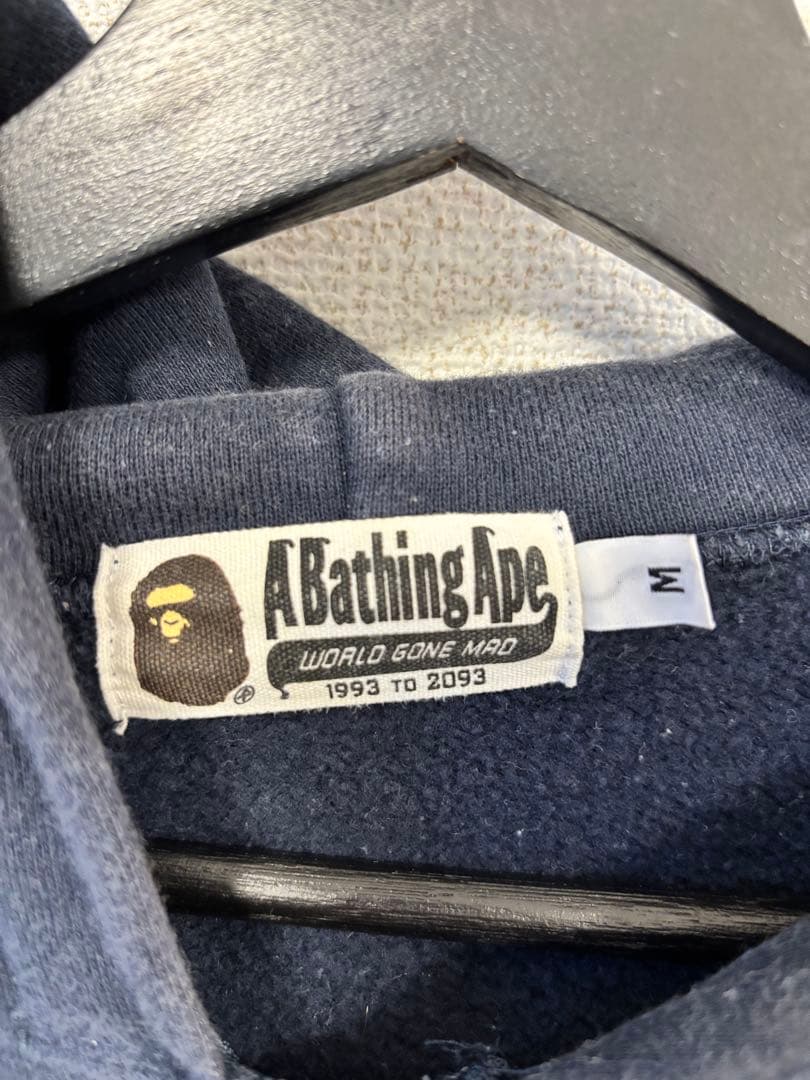 A Bathing Ape
WORLD GONE MAD
1993 TO 2093
M